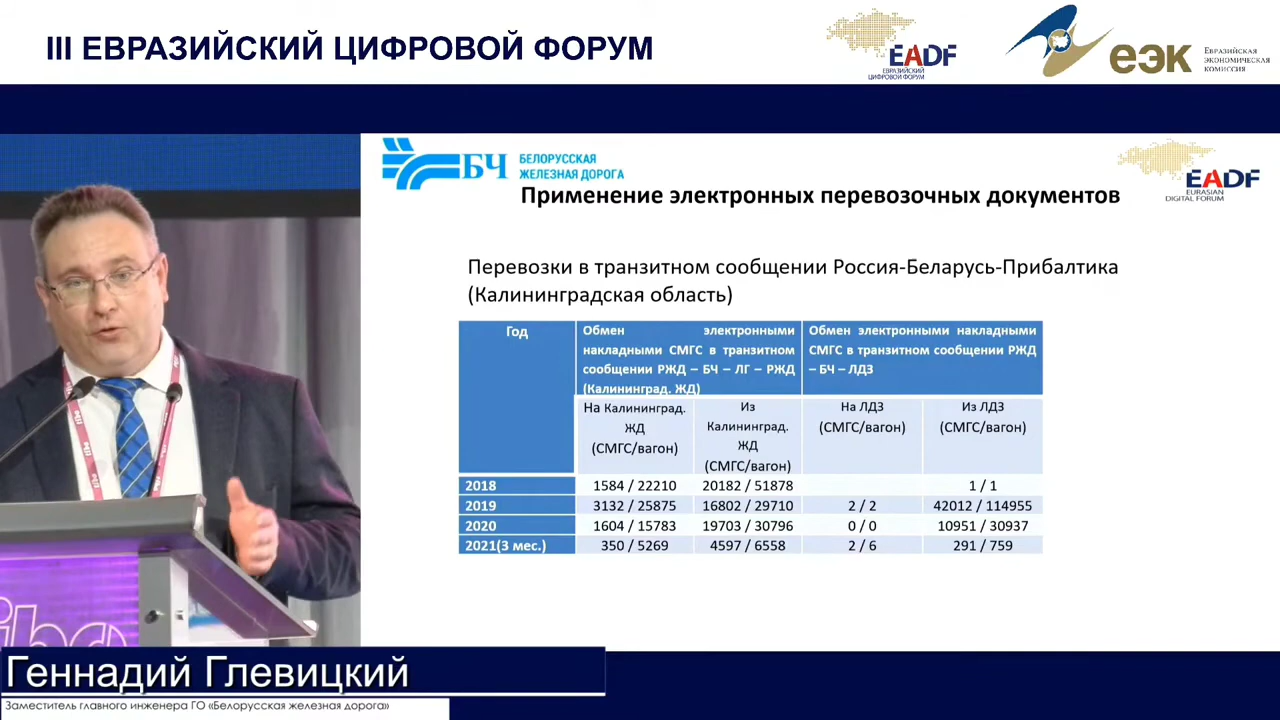 III ЕВРАЗИЙСКИЙ ЦИФРОВОЙ ФОРУМ
EADF
ЕВРАЗИЙСКИЙ
ЦИФРОВОЙ ФОРУМ
ЕЭК
ЕВРАЗИЙСКАЯ
ЭКОНОМИЧЕСКАЯ
КОМИССИЯ
БЧ
БЕЛОРУССКАЯ
ЖЕЛЕЗНАЯ ДОРОГА
EADF
EURASIAN
DIGITAL FORUM
Применение электронных перевозочных документов
Перевозки в транзитном сообщении Россия-Беларусь-Прибалтика
(Калининградская область)
Год
Обмен электронными
накладными СМГС в транзитном
сообщении РЖД – БЧ – ЛГ – РЖД
(Калининград. ЖД)
Обмен электронными накладными
СМГС в транзитном сообщении РЖД
– БЧ – ЛДЗ
На Калининград.
ЖД
(СМГС/вагон)
Из
Калининград.
ЖД
(СМГС/вагон)
На ЛДЗ
(СМГС/вагон)
Из ЛДЗ
(СМГС/вагон)
2018 1584 / 22210 20182 / 51878 1 / 1
2019 3132 / 25875 16802 / 29710 2 / 2 42012 / 114955
2020 1604 / 15783 19703 / 30796 0 / 0 10951 / 30937
2021(3 мес.) 350 / 5269 4597 / 6558 2 / 6 291 / 759
Геннадий Глевицкий
Заместитель главного инженера ГО «Белорусская железная дорога»